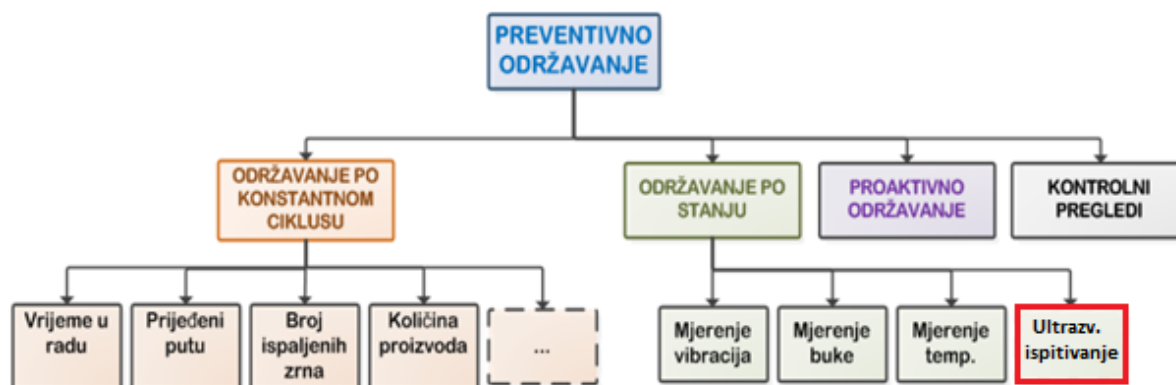 PREVENTIVNO
ODRŽAVANJE
ODRŽAVANJE PO
KONSTANTNOM
CIKLUSU
ODRŽAVANJE PO
STANJU
PROAKTIVNO
ODRŽAVANJE
KONTROLNI
PREGLEDI
Vrijeme u
radu
Prijeđeni
putu
Broj
ispaljenih
zrna
Količina
proizvoda
...
Mjerenje
vibracija
Mjerenje
buke
Mjerenje
temp.
Ultrazv.
ispitivanje